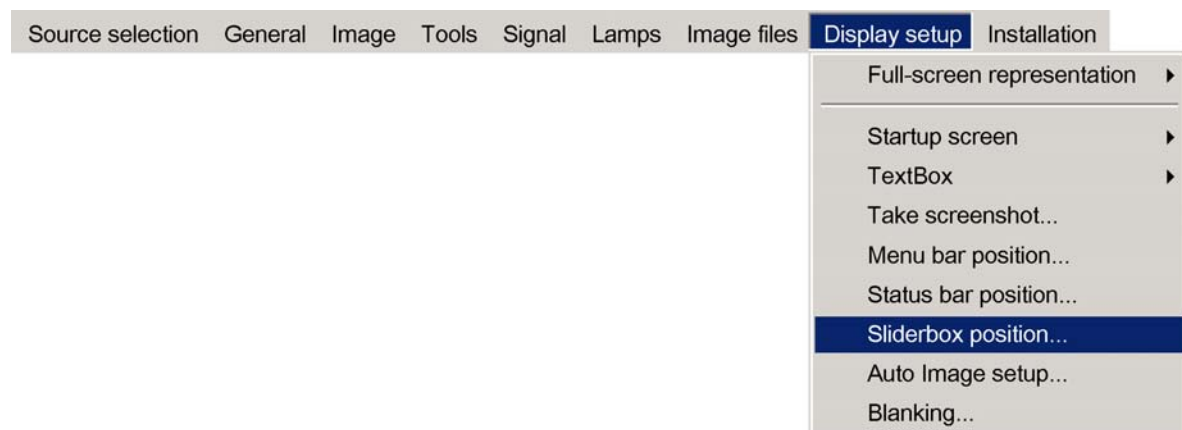 Source selection General Image Tools Signal Lamps Image files Display setup Installation
Full-screen representation
Startup screen
TextBox
Take screenshot...
Menu bar position...
Status bar position...
Sliderbox position...
Auto Image setup...
Blanking...